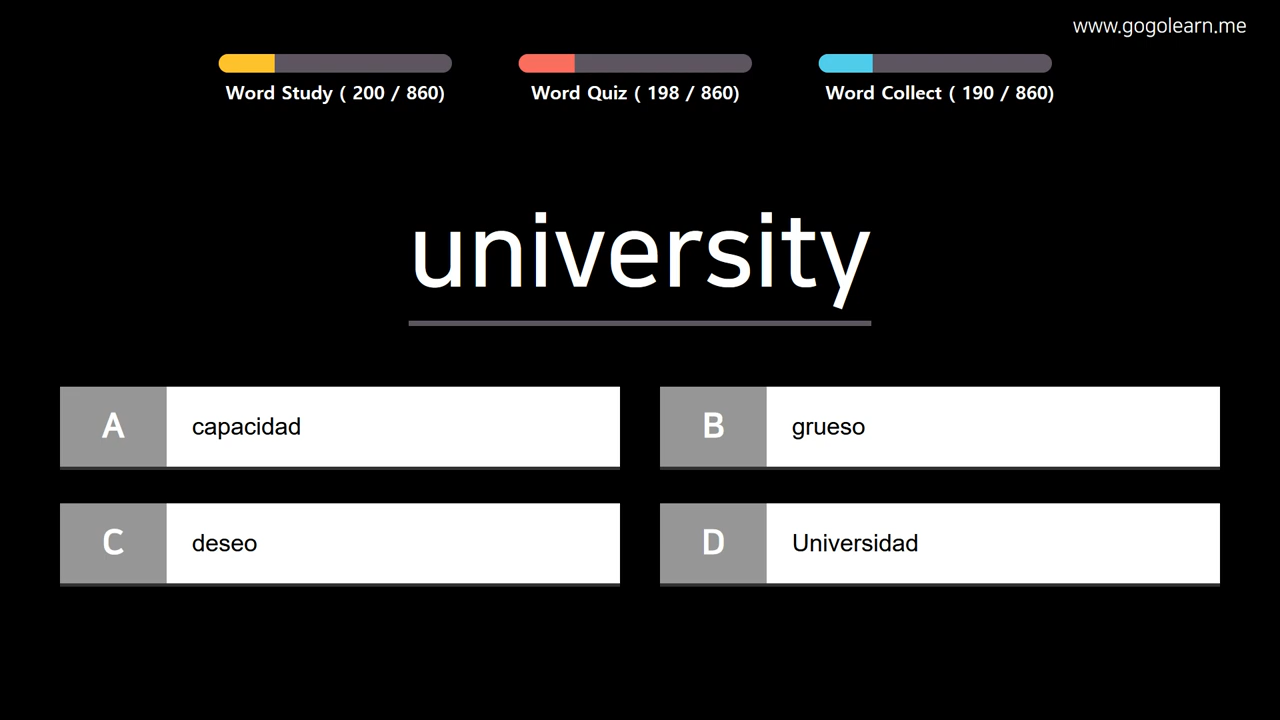 www.gogolearn.me
Word Study ( 200 / 860)
Word Quiz ( 198 / 860)
Word Collect ( 190 / 860)
university
A
capacidad
B
grueso
C
deseo
D
Universidad